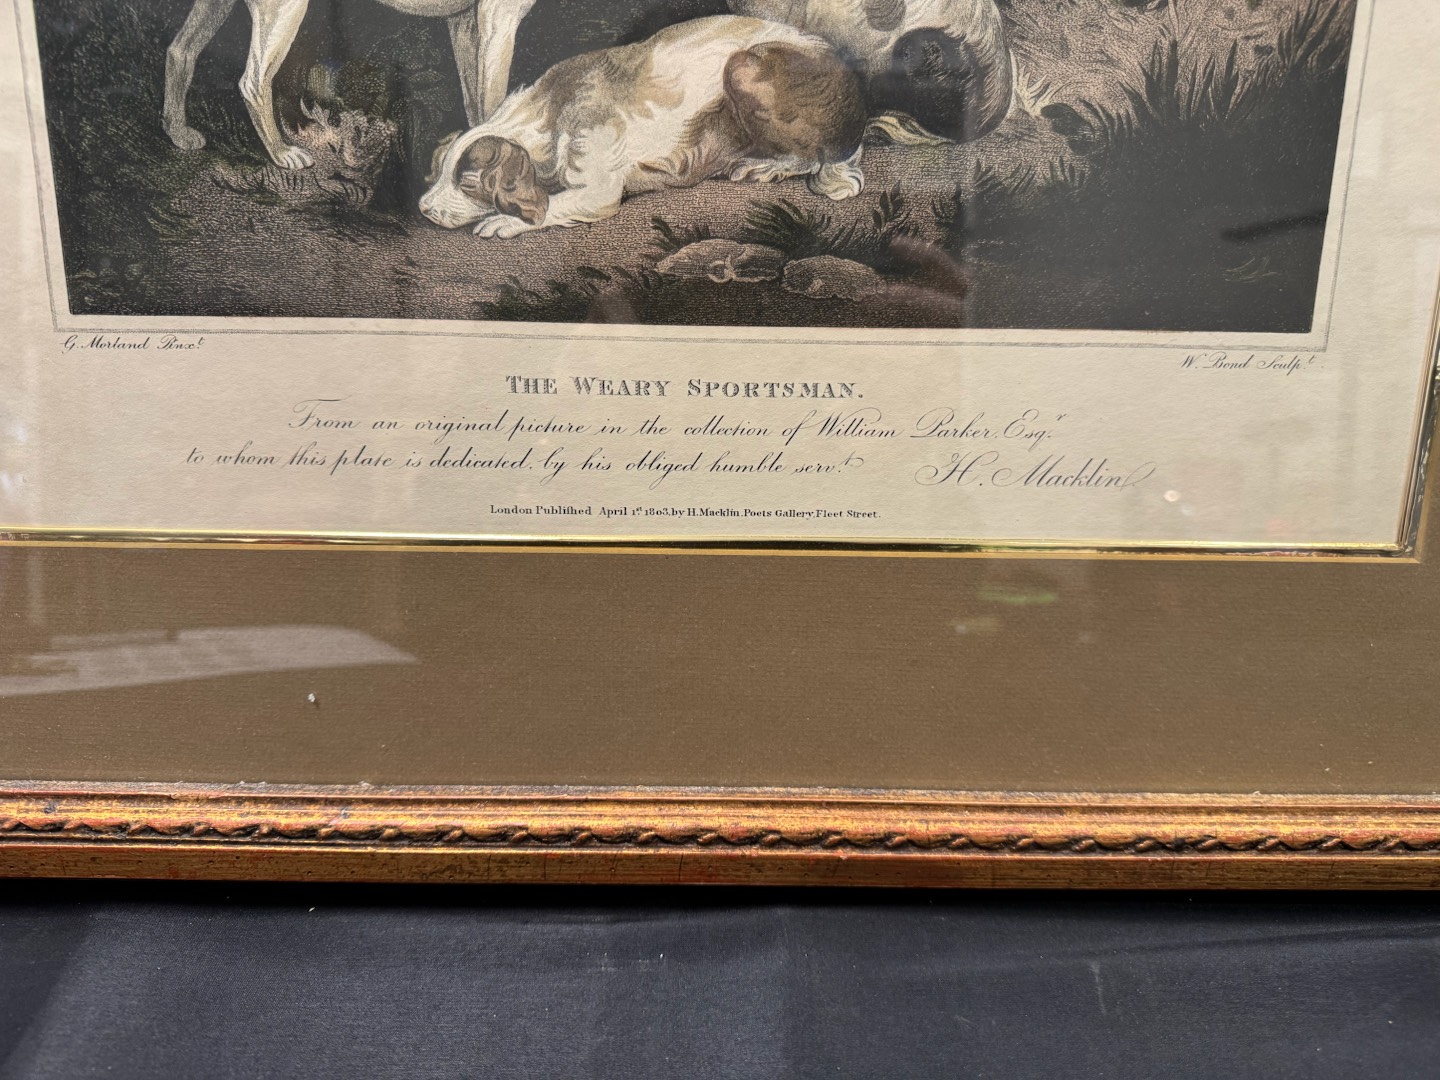 G. Morland Pinx.t
W. Bond Sculp.t
THE WEARY SPORTSMAN.
From an original picture in the collection of William Parker, Esq.r
to whom this plate is dedicated, by his obliged humble serv.t H. Macklin
London Publiſhed April 1st 1803, by H. Macklin, Poets Gallery, Fleet Street.